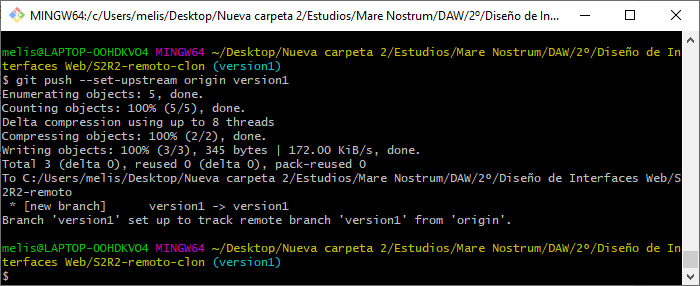 MINGW64:/c/Users/melis/Desktop/Nueva carpeta 2/Estudios/Mare Nostrum/DAW/2º/Diseño de In...
melis@LAPTOP-OOHDKVO4 MINGW64 ~/Desktop/Nueva carpeta 2/Estudios/Mare Nostrum/DAW/2º/Diseño de In
terfaces Web/S2R2-remoto-clon (version1)
$ git push --set-upstream origin version1
Enumerating objects: 5, done.
Counting objects: 100% (5/5), done.
Delta compression using up to 8 threads
Compressing objects: 100% (2/2), done.
Writing objects: 100% (3/3), 345 bytes | 172.00 KiB/s, done.
Total 3 (delta 0), reused 0 (delta 0), pack-reused 0
To C:/Users/melis/Desktop/Nueva carpeta 2/Estudios/Mare Nostrum/DAW/2º/Diseño de Interfaces Web/S
2R2-remoto
 * [new branch]      version1 -> version1
Branch 'version1' set up to track remote branch 'version1' from 'origin'.
melis@LAPTOP-OOHDKVO4 MINGW64 ~/Desktop/Nueva carpeta 2/Estudios/Mare Nostrum/DAW/2º/Diseño de In
terfaces Web/S2R2-remoto-clon (version1)
$